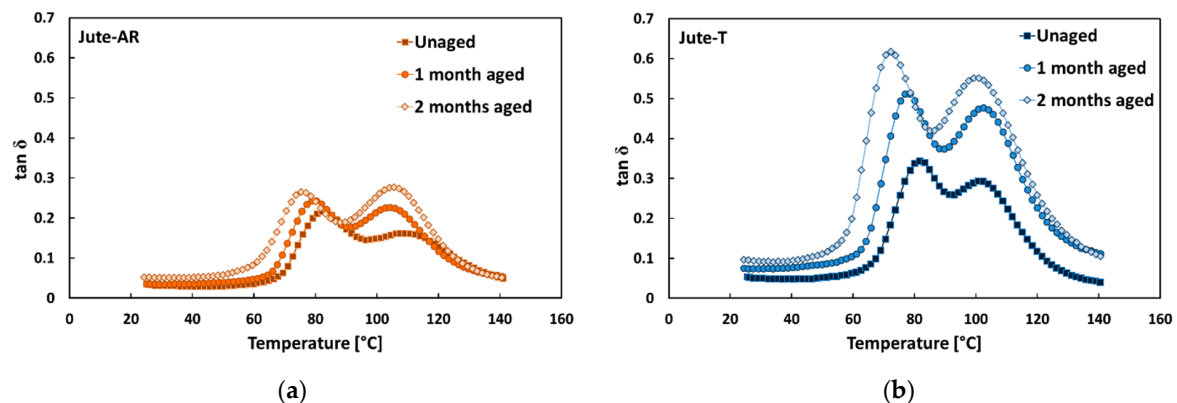 Jute-AR
Unaged
1 month aged
2 months aged
0.7
0.6
0.5
0.4
0.3
0.2
0.1
0
tan δ
0 20 40 60 80 100 120 140 160
Temperature [°C]
(a)
Jute-T
Unaged
1 month aged
2 months aged
0.7
0.6
0.5
0.4
0.3
0.2
0.1
0
tan δ
0 20 40 60 80 100 120 140 160
Temperature [°C]
(b)